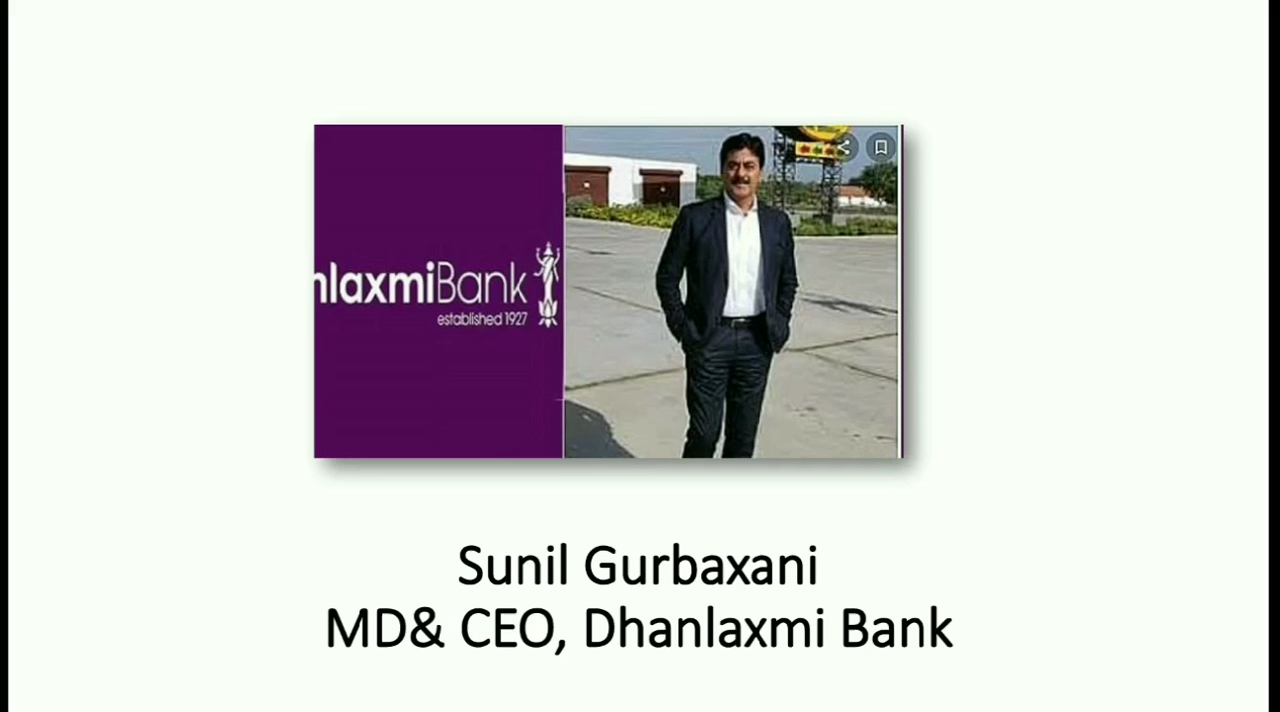 nlaxmiBank
established 1927
Sunil Gurbaxani
MD& CEO, Dhanlaxmi Bank